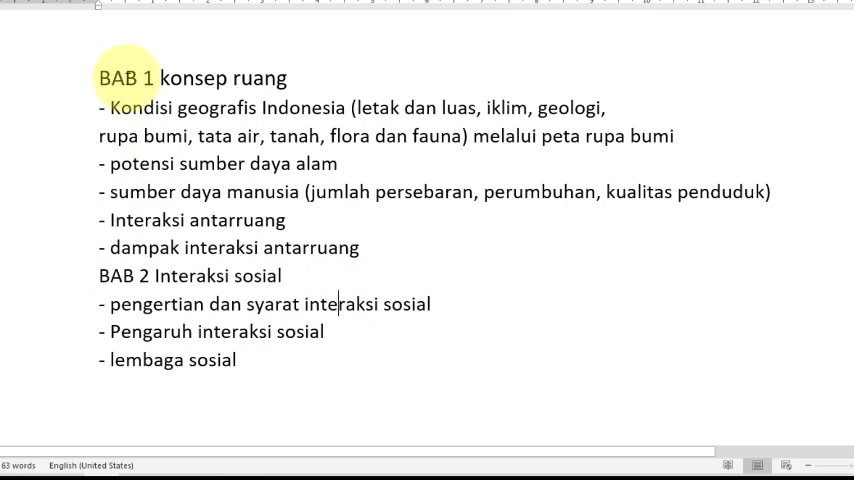 BAB 1 konsep ruang
- Kondisi geografis Indonesia (letak dan luas, iklim, geologi,
rupa bumi, tata air, tanah, flora dan fauna) melalui peta rupa bumi
- potensi sumber daya alam
- sumber daya manusia (jumlah persebaran, perumbuhan, kualitas penduduk)
- Interaksi antarruang
- dampak interaksi antarruang
BAB 2 Interaksi sosial
- pengertian dan syarat interaksi sosial
- Pengaruh interaksi sosial
- lembaga sosial
63 words English (United States)